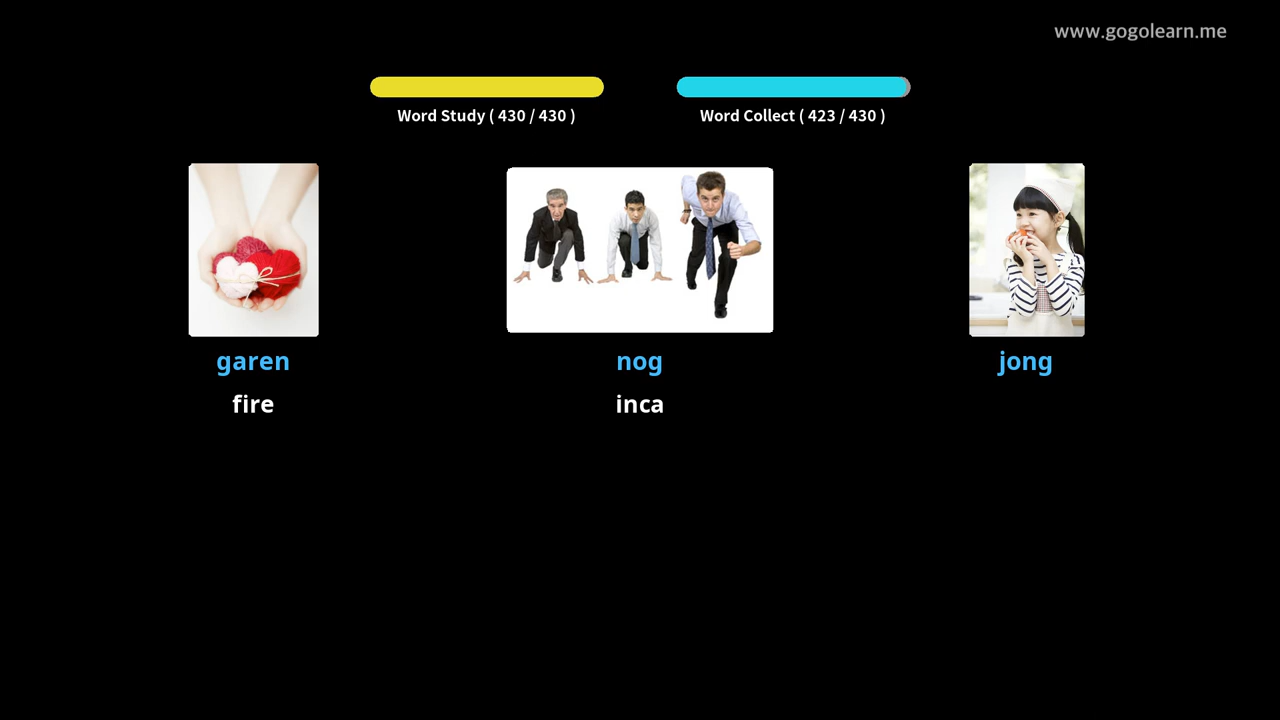 www.gogolearn.me
Word Study ( 430 / 430 )
Word Collect ( 423 / 430 )
garen
nog
jong
fire
inca